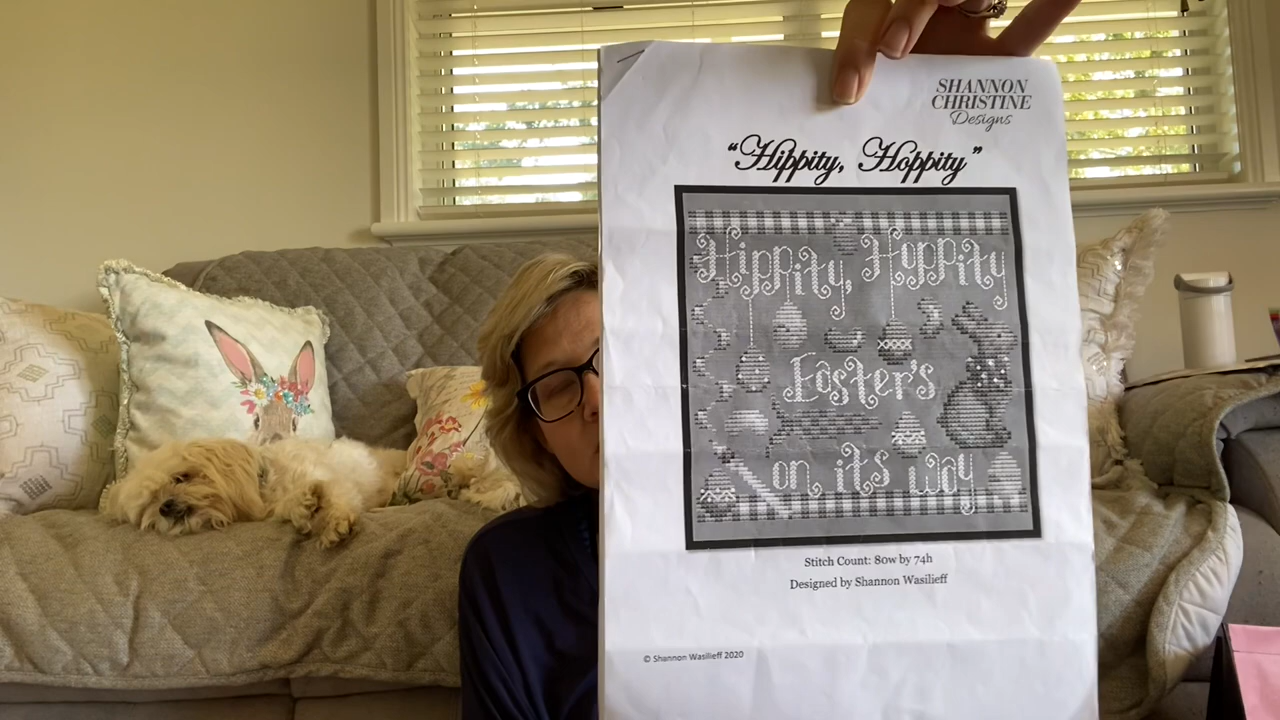 SHANNON
CHRISTINE
Designs
"Hippity, Hoppity"
Hippity, Hoppity
Easter's
on its way
Stitch Count: 80w by 74h
Designed by Shannon Wasilieff
© Shannon Wasilieff 2020